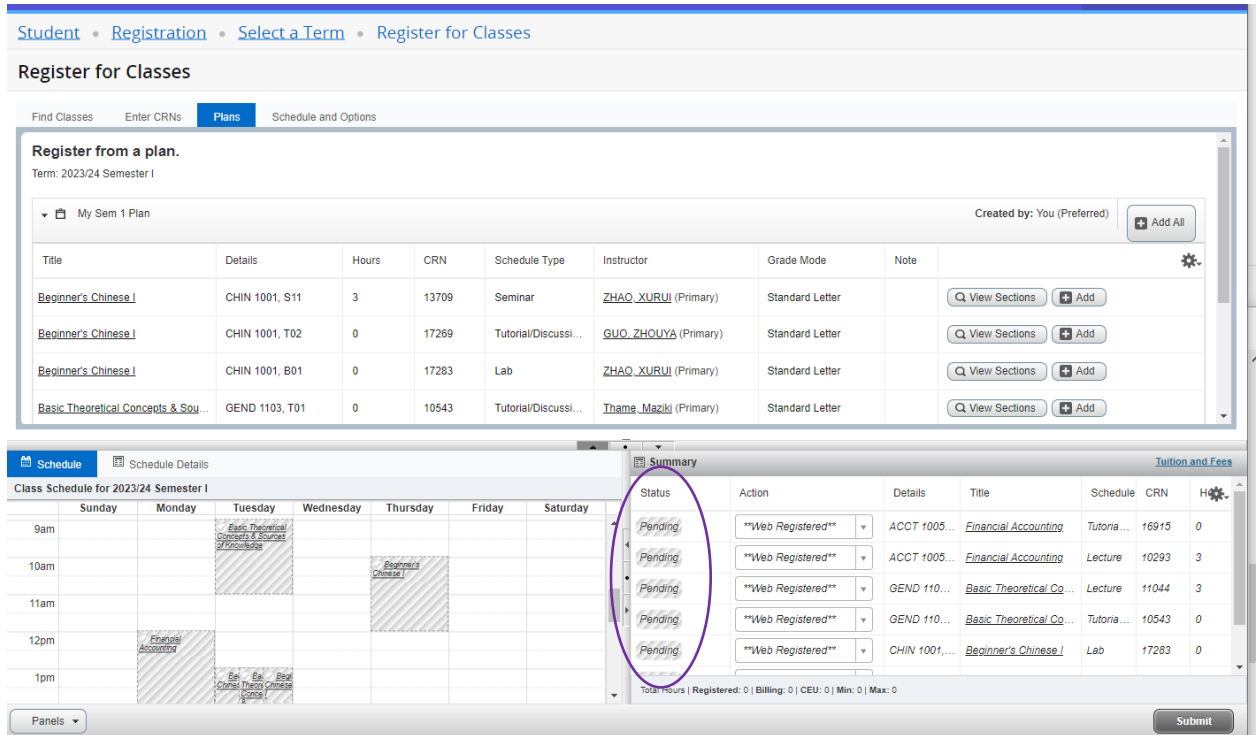 Student • Registration • Select a Term • Register for Classes
Register for Classes
Find Classes Enter CRNs Plans Schedule and Options
Register from a plan.
Term: 2023/24 Semester I
My Sem 1 Plan Created by: You (Preferred) Add All
Title Details Hours CRN Schedule Type Instructor Grade Mode Note
Beginner's Chinese I CHIN 1001, S11 3 13709 Seminar ZHAO, XURUI (Primary) Standard Letter View Sections Add
Beginner's Chinese I CHIN 1001, T02 0 17269 Tutorial/Discussi... GUO, ZHOUYA (Primary) Standard Letter View Sections Add
Beginner's Chinese I CHIN 1001, B01 0 17283 Lab ZHAO, XURUI (Primary) Standard Letter View Sections Add
Basic Theoretical Concepts & Sou... GEND 1103, T01 0 10543 Tutorial/Discussi... Thame, Maziki (Primary) Standard Letter View Sections Add
Schedule Schedule Details
Class Schedule for 2023/24 Semester I
Sunday Monday Tuesday Wednesday Thursday Friday Saturday
9am
Basic Theoretical
Concepts & Sources
of Knowledge
10am
Beginner's
Chinese I
11am
12pm
Financial
Accounting
1pm
Summary Tuition and Fees
Status Action Details Title Schedule CRN
Pending **Web Registered** ACCT 1005... Financial Accounting Tutoria... 16915 0
Pending **Web Registered** ACCT 1005... Financial Accounting Lecture 10293 3
Pending **Web Registered** GEND 110... Basic Theoretical Co... Lecture 11044 3
Pending **Web Registered** GEND 110... Basic Theoretical Co... Tutoria... 10543 0
Pending **Web Registered** CHIN 1001,... Beginner's Chinese I Lab 17283 0
Total Hours | Registered: 0 | Billing: 0 | CEU: 0 | Min: 0 | Max: 0
Panels Submit